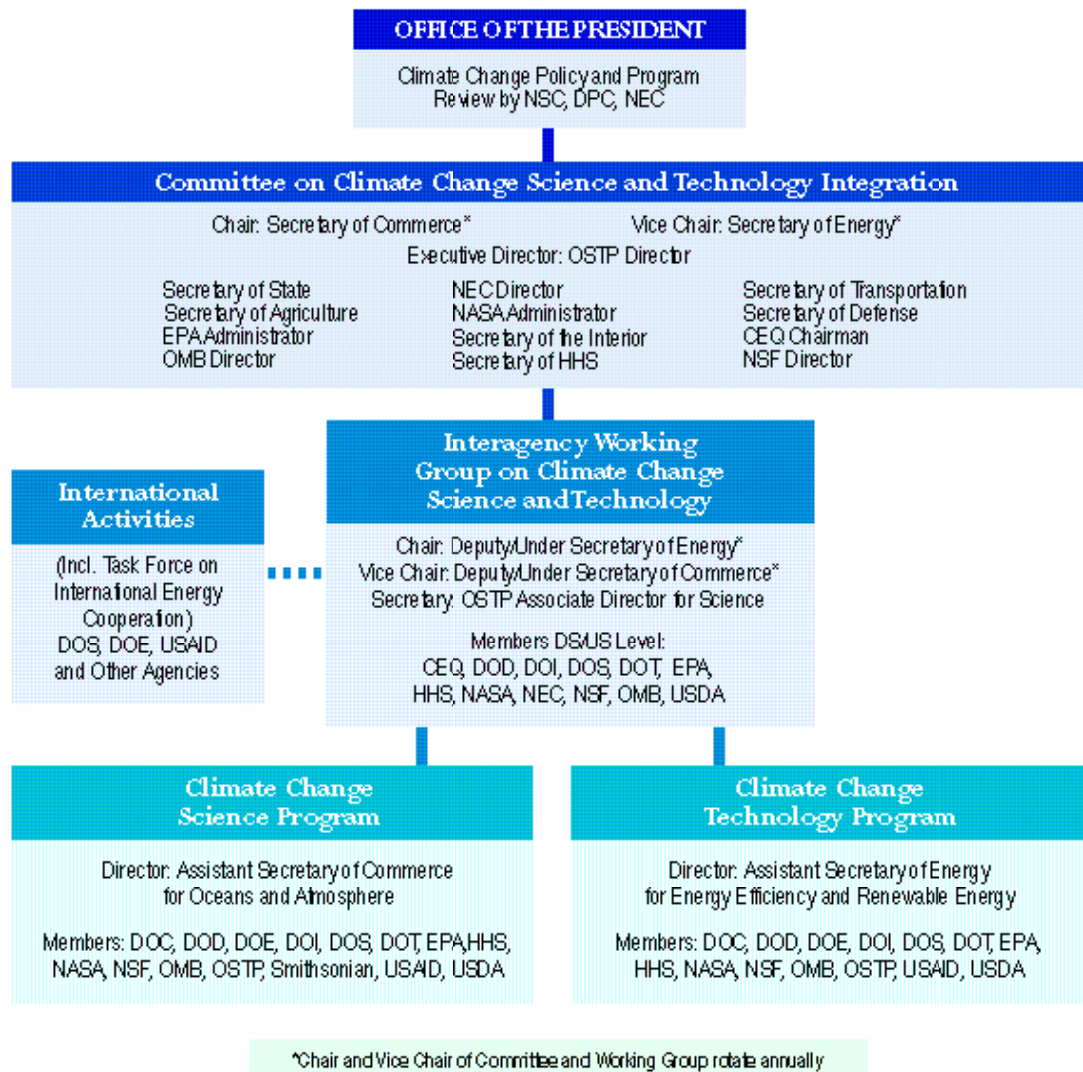 OFFICE OF THE PRESIDENT
Climate Change Policy and Program
Review by NSC, DPC, NEC
Committee on Climate Change Science and Technology Integration
Chair: Secretary of Commerce*
Vice Chair: Secretary of Energy*
Executive Director: OSTP Director
Secretary of State
Secretary of Agriculture
EPA Administrator
OMB Director
NEC Director
NASA Administrator
Secretary of the Interior
Secretary of HHS
Secretary of Transportation
Secretary of Defense
CEQ Chairman
NSF Director
Interagency Working
Group on Climate Change
Science and Technology
Chair: Deputy/Under Secretary of Energy*
Vice Chair: Deputy/Under Secretary of Commerce*
Secretary: OSTP Associate Director for Science
Members DS/US Level:
CEQ, DOD, DOI, DOS, DOT, EPA,
HHS, NASA, NEC, NSF, OMB, USDA
International
Activities
(Incl. Task Force on
International Energy
Cooperation)
DOS, DOE, USAID
and Other Agencies
Climate Change
Science Program
Director: Assistant Secretary of Commerce
for Oceans and Atmosphere
Members: DOC, DOD, DOE, DOI, DOS, DOT, EPA, HHS,
NASA, NSF, OMB, OSTP, Smithsonian, USAID, USDA
Climate Change
Technology Program
Director: Assistant Secretary of Energy
for Energy Efficiency and Renewable Energy
Members: DOC, DOD, DOE, DOI, DOS, DOT, EPA,
HHS, NASA, NSF, OMB, OSTP, USAID, USDA
*Chair and Vice Chair of Committee and Working Group rotate annually